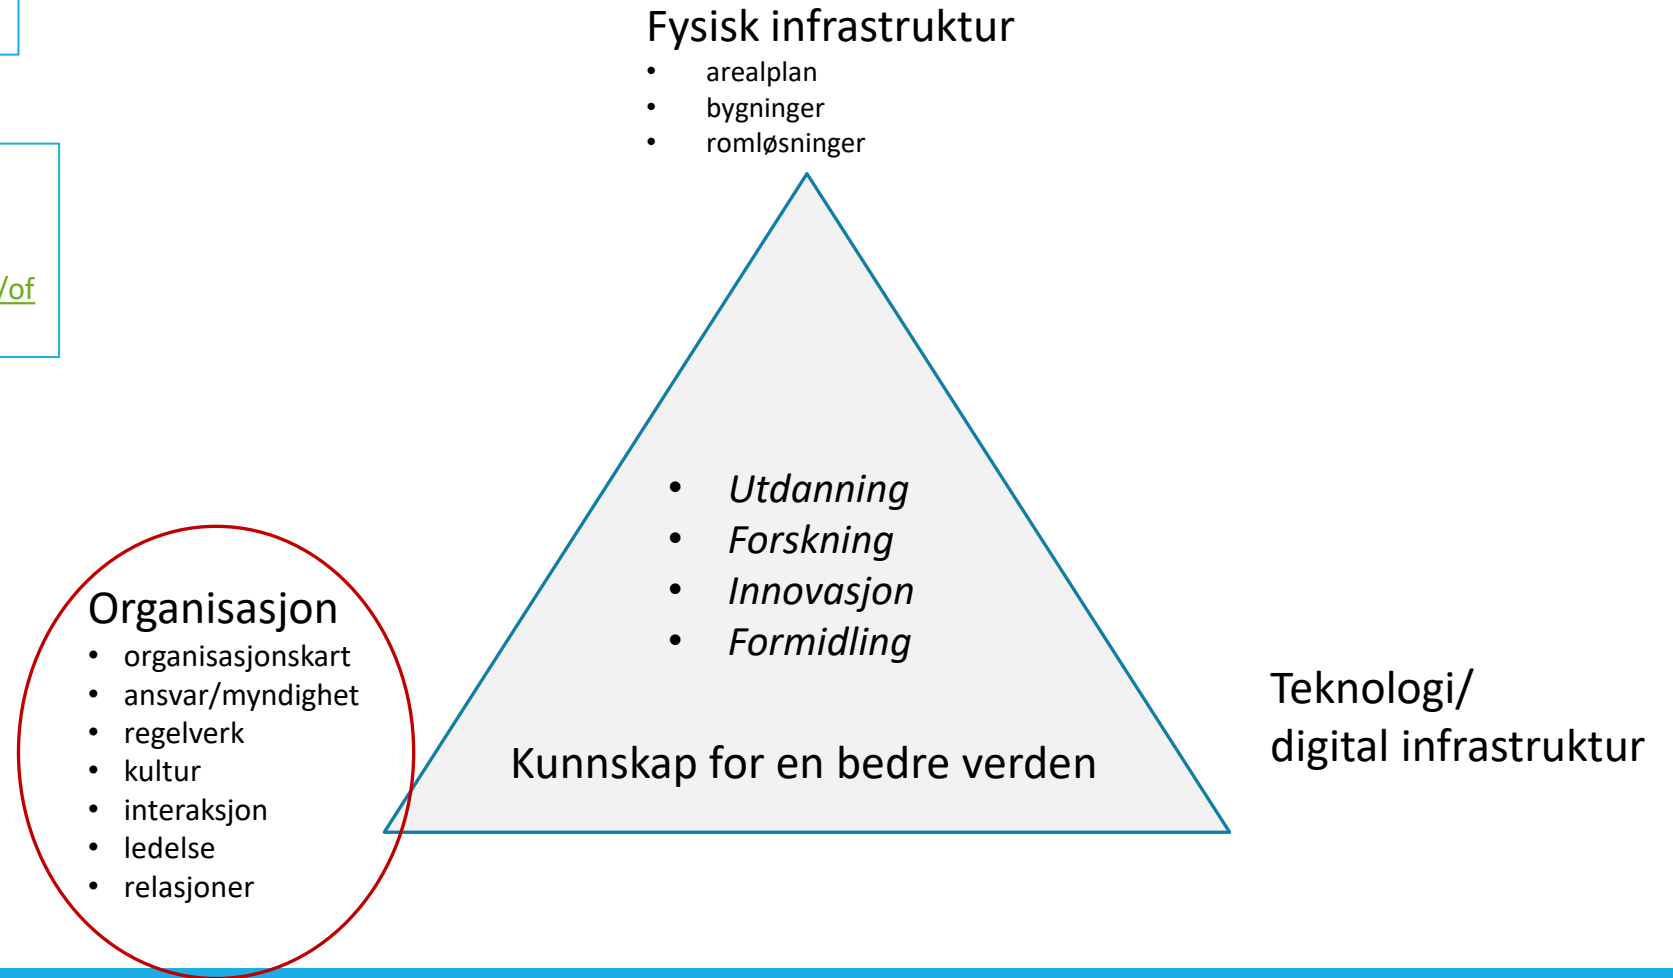 Fysisk infrastruktur
• arealplan
• bygninger
• romløsninger
/of
• Utdanning
• Forskning
• Innovasjon
• Formidling
Kunnskap for en bedre verden
Organisasjon
• organisasjonskart
• ansvar/myndighet
• regelverk
• kultur
• interaksjon
• ledelse
• relasjoner
Teknologi/
digital infrastruktur